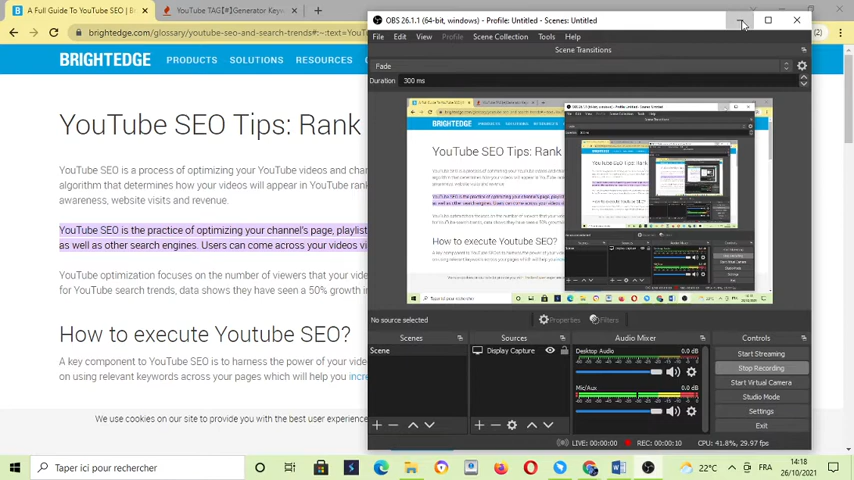 A Full Guide To YouTube SEO |
YouTube TAG【#】Generator Keyw
brightedge.com/glossary/youtube-seo-and-search-trends#:~:text=You
(2)
BRIGHTEDGE
PRODUCTS
SOLUTIONS
RESOURCES
YouTube SEO Tips: Rank
YouTube SEO is a process of optimizing your YouTube videos and
algorithm that determines how your videos will appear in YouTube
awareness, website visits and revenue.
YouTube SEO is the practice of optimizing your channel's page, playlist
as well as other search engines. Users can come across your videos
YouTube optimization focuses on the number of viewers that your
for YouTube search trends, data shows they have seen a 50% growth in
How to execute Youtube SEO?
A key component to YouTube SEO is to harness the power of your
on using relevant keywords across your pages which will help you
We use cookies on our site to provide you with the best user
OBS 26.1.1 (64-bit, windows) - Profile: Untitled - Scenes: Untitled
File Edit View Profile Scene Collection Tools Help
Scene Transitions
Fade
Duration 300 ms
YouTube SEO Tips: Rank
How to execute Youtube SEO?
No source selected
Properties
Filters
Scenes
Sources
Audio Mixer
Controls
Scene
Display Capture
Desktop Audio 0.0 dB
Mic/Aux 0.0 dB
Start Streaming
Stop Recording
Start Virtual Camera
Studio Mode
Settings
Exit
LIVE: 00:00:00
REC: 00:00:10
CPU: 41.8%, 29.97 fps
Taper ici pour rechercher
22°C
FRA
14:18
26/10/2021